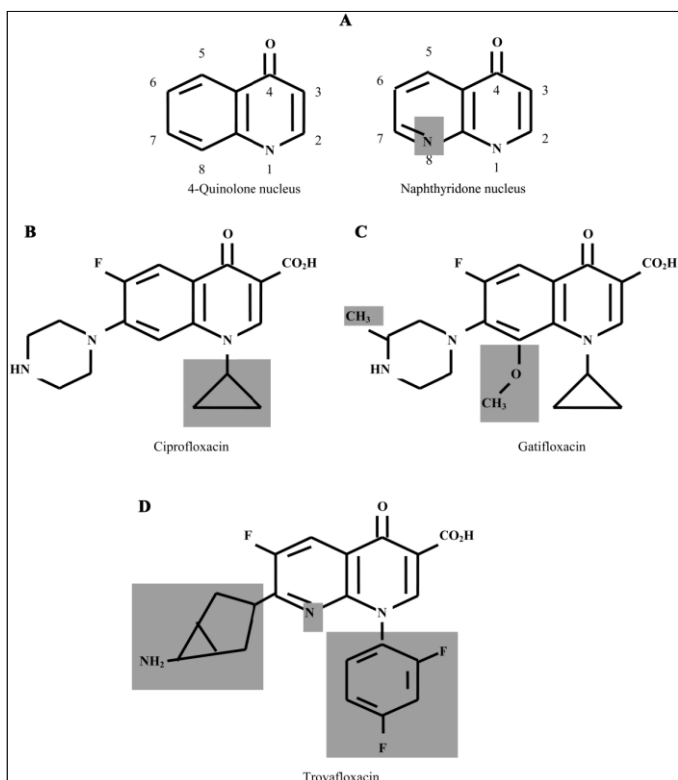 A
O O
5 4 3 5 4 3
6 6
7 2 7 2
N N N
8 1 8 1
4-Quinolone nucleus Naphthyridone nucleus
B C
O O
F CO₂H F CO₂H
CH₃
N N N N
HN HN O
CH₃
Ciprofloxacin Gatifloxacin
D
O
F CO₂H
N N
NH₂ F
F
Trovafloxacin